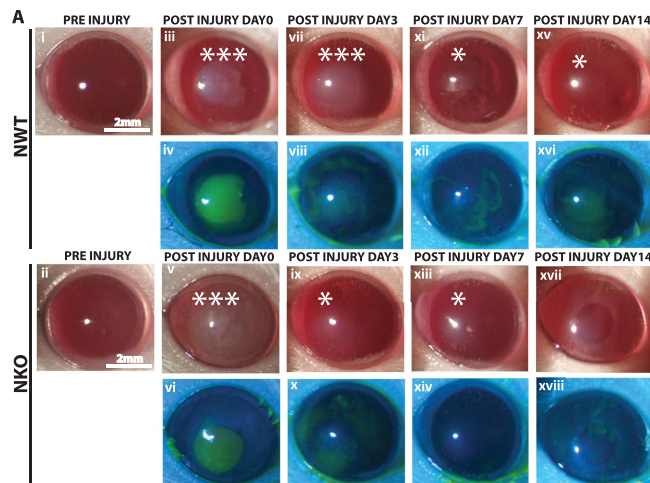 A
PRE INJURY POST INJURY DAY0 POST INJURY DAY3 POST INJURY DAY7 POST INJURY DAY14
i iii *** vii *** xi * xv *
2mm
NWT
iv viii xii xvi
PRE INJURY POST INJURY DAY0 POST INJURY DAY3 POST INJURY DAY7 POST INJURY DAY14
ii v *** ix * xiii * xvii
2mm
NKO
vi x xiv xviii